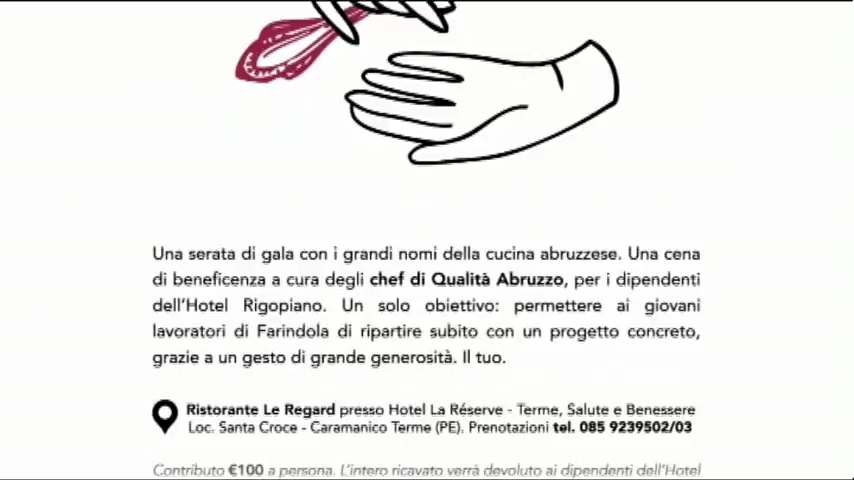 Una serata di gala con i grandi nomi della cucina abruzzese. Una cena
di beneficenza a cura degli chef di Qualità Abruzzo, per i dipendenti
dell'Hotel Rigopiano. Un solo obiettivo: permettere ai giovani
lavoratori di Farindola di ripartire subito con un progetto concreto,
grazie a un gesto di grande generosità. Il tuo.
Ristorante Le Regard presso Hotel La Réserve - Terme, Salute e Benessere
Loc. Santa Croce - Caramanico Terme (PE). Prenotazioni tel. 085 9239502/03
Contributo €100 a persona. L'intero ricavato verrà devoluto ai dipendenti dell'Hotel